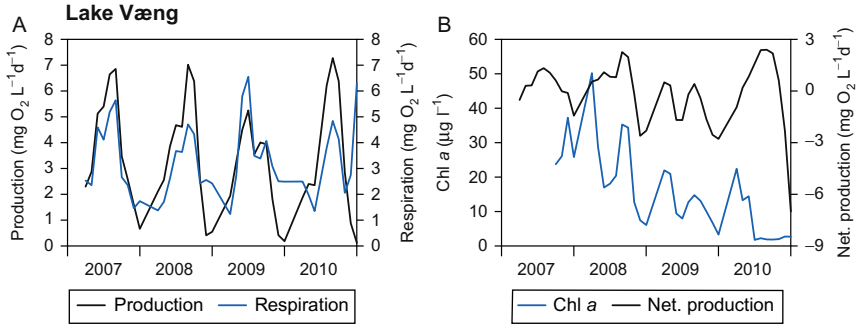 Lake Væng
A
Production (mg O₂ L⁻¹d⁻¹)
8
7
6
5
4
3
2
1
0
8
7
6
5
4
3
2
1
0
Respiration (mg O₂ L⁻¹d⁻¹)
2007 2008 2009 2010
Production Respiration
B
Chl a (µg l⁻¹)
60
50
40
30
20
10
0
3
0
−3
−6
−9
Net. production (mg O₂ L⁻¹d⁻¹)
2007 2008 2009 2010
Chl a Net. production